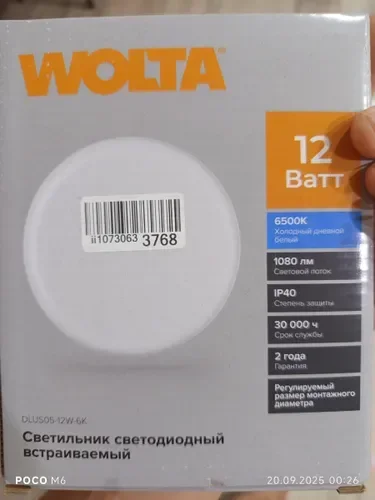 WOLTA
12
Ватт
ii1073063 3768
6500K
Холодный дневной
белый
1080 лм
Световой поток
IP40
Степень защиты
30 000 ч
Срок службы
2 года
Гарантия
Регулируемый
размер монтажного
диаметра
DLUS05-12W-6K
Светильник светодиодный
встраиваемый
POCO M6
20.09.2025 00:26